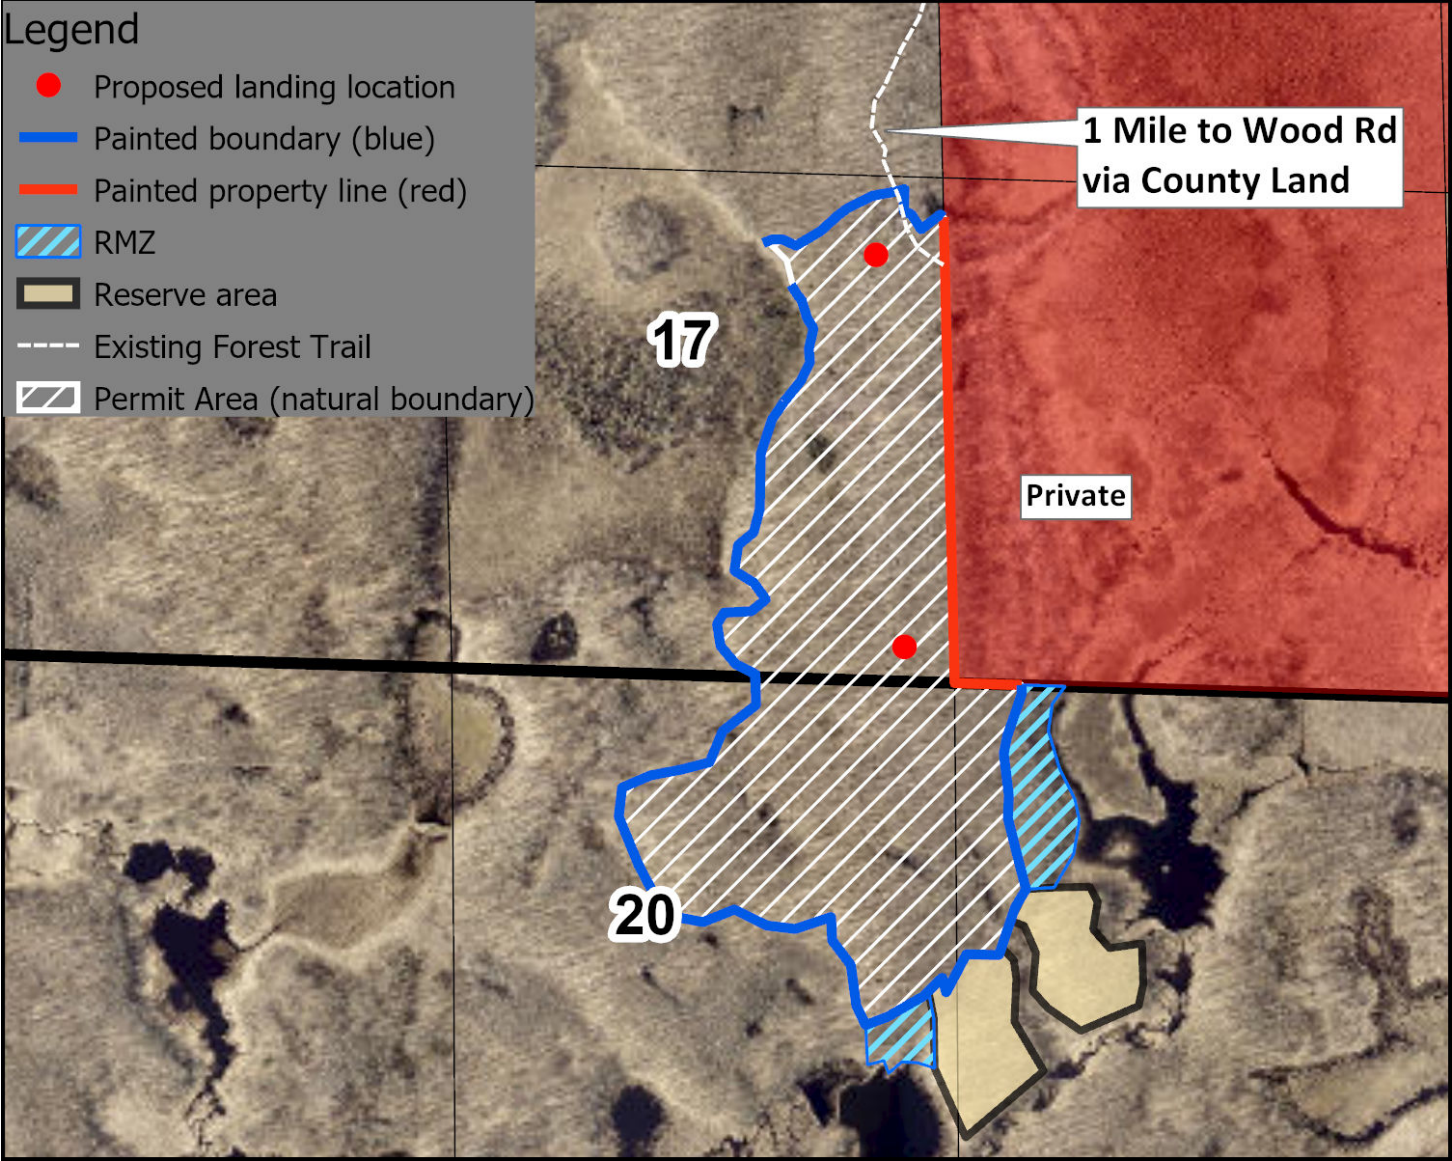 Legend
Proposed landing location
Painted boundary (blue)
Painted property line (red)
RMZ
Reserve area
Existing Forest Trail
Permit Area (natural boundary)
1 Mile to Wood Rd
via County Land
17
Private
20